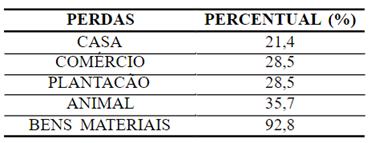 PERDAS PERCENTUAL (%)
CASA 21,4
COMÉRCIO 28,5
PLANTACÃO 28,5
ANIMAL 35,7
BENS MATERIAIS 92,8